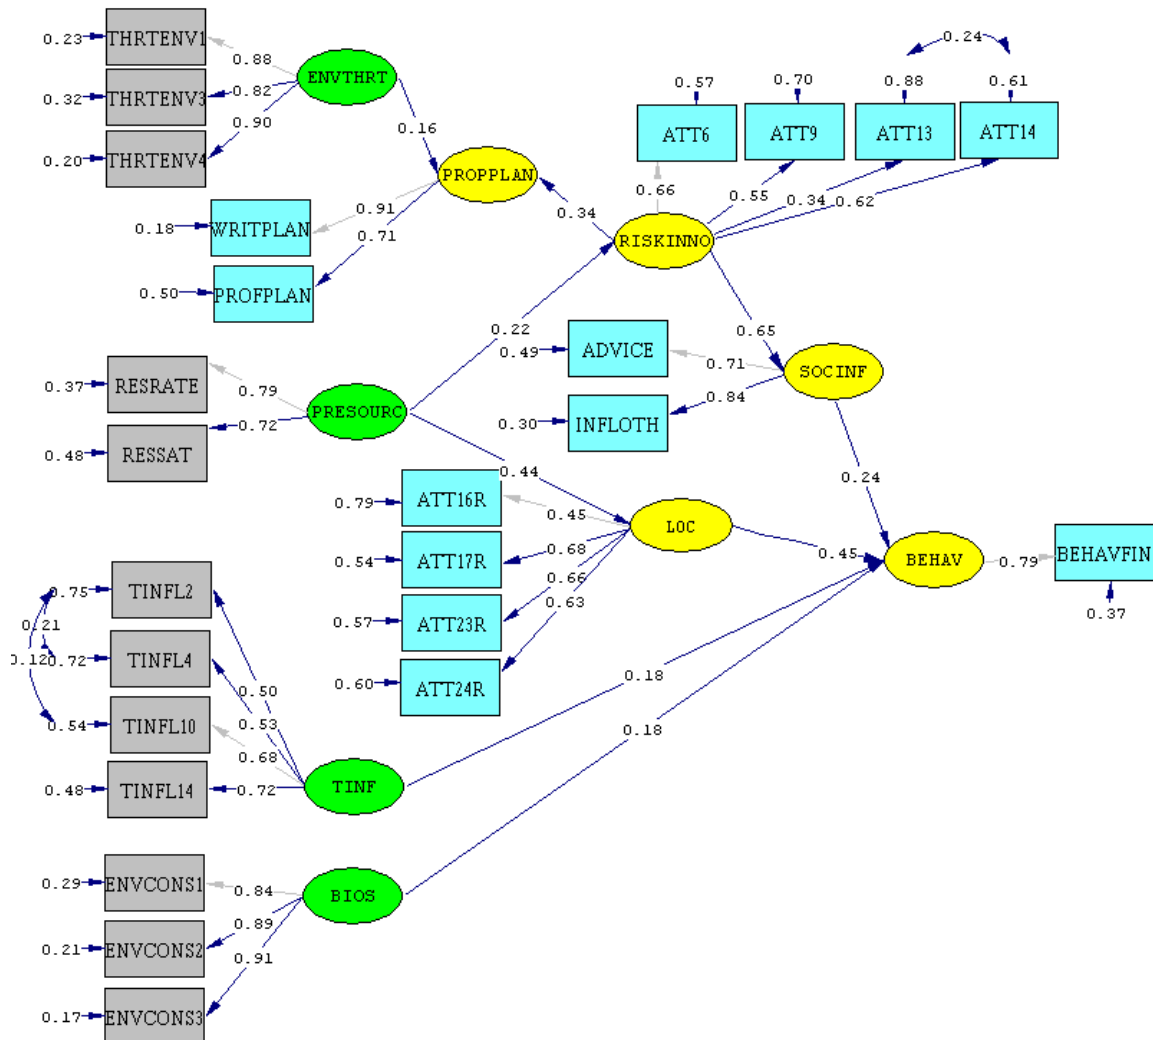 0.24
0.57
0.70
0.88
0.61
0.23
THRTENV1
0.88
ENVTHRT
0.32
THRTENV3
0.82
0.90
0.20
THRTENV4
0.16
PROPPLAN
ATT6
ATT9
ATT13
ATT14
0.66
0.55
0.34
0.62
0.34
RISKINNO
0.91
0.71
0.18
WRITPLAN
0.50
PROFPLAN
0.22
0.65
0.49
ADVICE
0.71
SOCINF
0.84
0.30
INFLOTH
0.37
RESRATE
0.79
PRESOURC
0.72
0.48
RESSAT
0.44
0.24
0.79
ATT16R
0.45
LOC
0.54
ATT17R
0.68
0.66
0.63
0.57
ATT23R
0.60
ATT24R
0.45
BEHAV
0.79
BEHAVFIN
0.37
0.75
TINFL2
0.21
0.12
0.72
TINFL4
0.50
0.53
0.54
TINFL10
0.68
0.48
TINFL14
0.72
TINF
0.18
0.18
0.29
ENVCONS1
0.84
BIOS
0.89
0.21
ENVCONS2
0.91
0.17
ENVCONS3